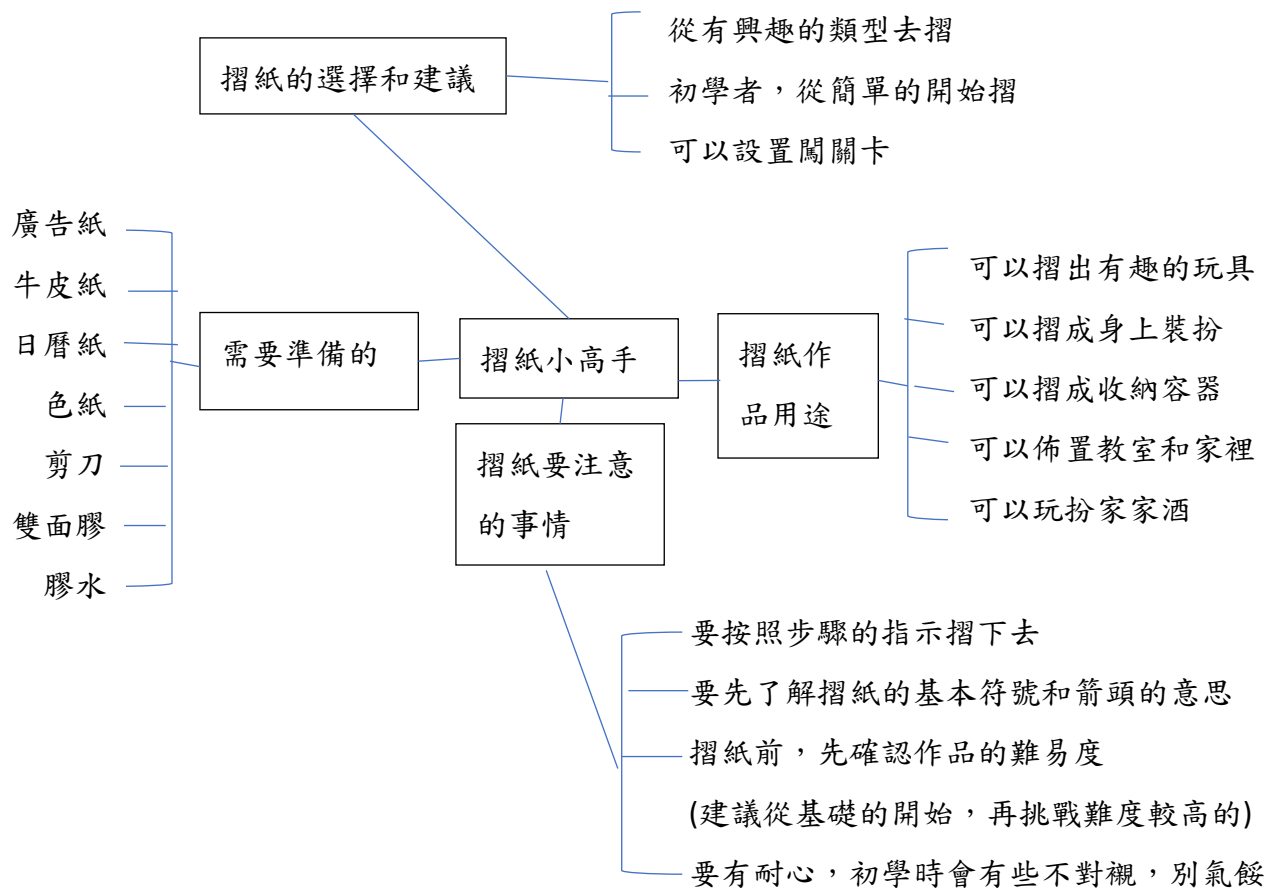 摺紙的選擇和建議
從有興趣的類型去摺
初學者，從簡單的開始摺
可以設置闖關卡
廣告紙
牛皮紙
日曆紙
色紙
剪刀
雙面膠
膠水
需要準備的
摺紙小高手
摺紙作
品用途
可以摺出有趣的玩具
可以摺成身上裝扮
可以摺成收納容器
可以佈置教室和家裡
可以玩扮家家酒
摺紙要注意
的事情
要按照步驟的指示摺下去
要先了解摺紙的基本符號和箭頭的意思
摺紙前，先確認作品的難易度
(建議從基礎的開始，再挑戰難度較高的)
要有耐心，初學時會有些不對襯，別氣餒